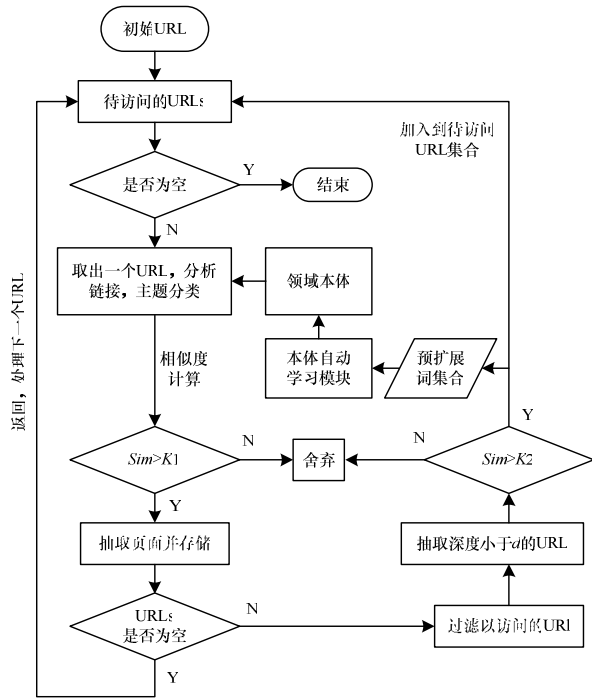 初始URL
待访问的URLs
加入到待访问
URL集合
是否为空
Y
结束
N
取出一个URL，分析
链接，主题分类
领域本体
返回，处理下一个URL
相似度
计算
本体自动
学习模块
预扩展
词集合
Y
Sim>K1
N
舍弃
N
Sim>K2
Y
抽取页面并存储
抽取深度小于d的URL
URLs
是否为空
N
过滤以访问的URl
Y